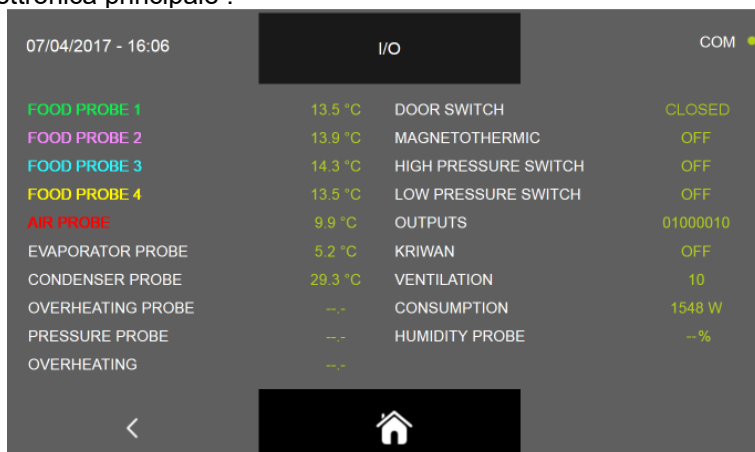 ettronica principale .
07/04/2017 - 16:06
I/O
COM
FOOD PROBE 1 13.5 °C DOOR SWITCH CLOSED
FOOD PROBE 2 13.9 °C MAGNETOTHERMIC OFF
FOOD PROBE 3 14.3 °C HIGH PRESSURE SWITCH OFF
FOOD PROBE 4 13.5 °C LOW PRESSURE SWITCH OFF
AIR PROBE 9.9 °C OUTPUTS 01000010
EVAPORATOR PROBE 5.2 °C KRIWAN OFF
CONDENSER PROBE 29.3 °C VENTILATION 10
OVERHEATING PROBE --.- CONSUMPTION 1548 W
PRESSURE PROBE --.- HUMIDITY PROBE --%
OVERHEATING --.-